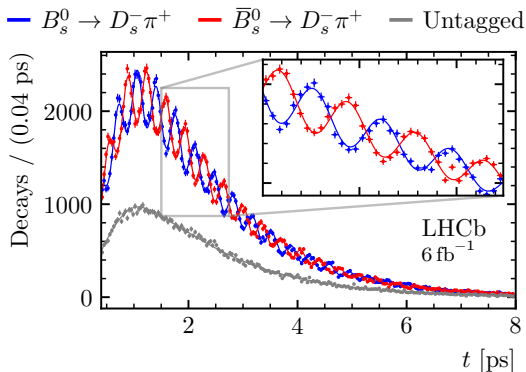 B_s^0 → D_s^- π^+ B̅_s^0 → D_s^- π^+ Untagged
Decays / (0.04 ps)
2000
1000
0
LHCb
6 fb⁻¹
2 4 6 8
t [ps]